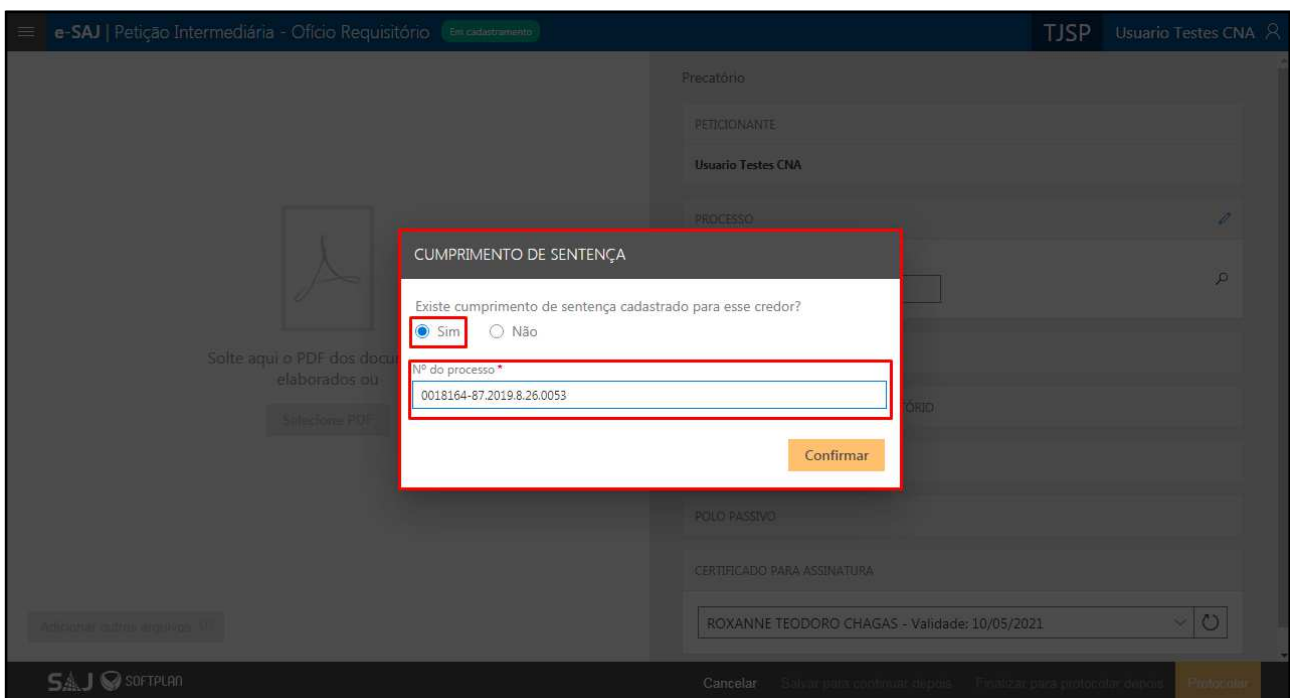 e-SAJ | Petição Intermediária - Oficio Requisitório Em cadastramento TJSP Usuario Testes CNA
Precatório
PETICIONANTE
Usuario Testes CNA
PROCESSO
CUMPRIMENTO DE SENTENÇA
Existe cumprimento de sentença cadastrado para esse credor?
Sim Não
Nº do processo *
0018164-87.2019.8.26.0053
Confirmar
Solte aqui o PDF dos
elaborados ou
Selecione PDF
POLO PASSIVO
CERTIFICADO PARA ASSINATURA
ROXANNE TEODORO CHAGAS - Validade: 10/05/2021
Adicionar outros arquivos
SAJ SOFTPLAN Cancelar Salvar para continuar depois Finalizar para protocolar depois Protocolar